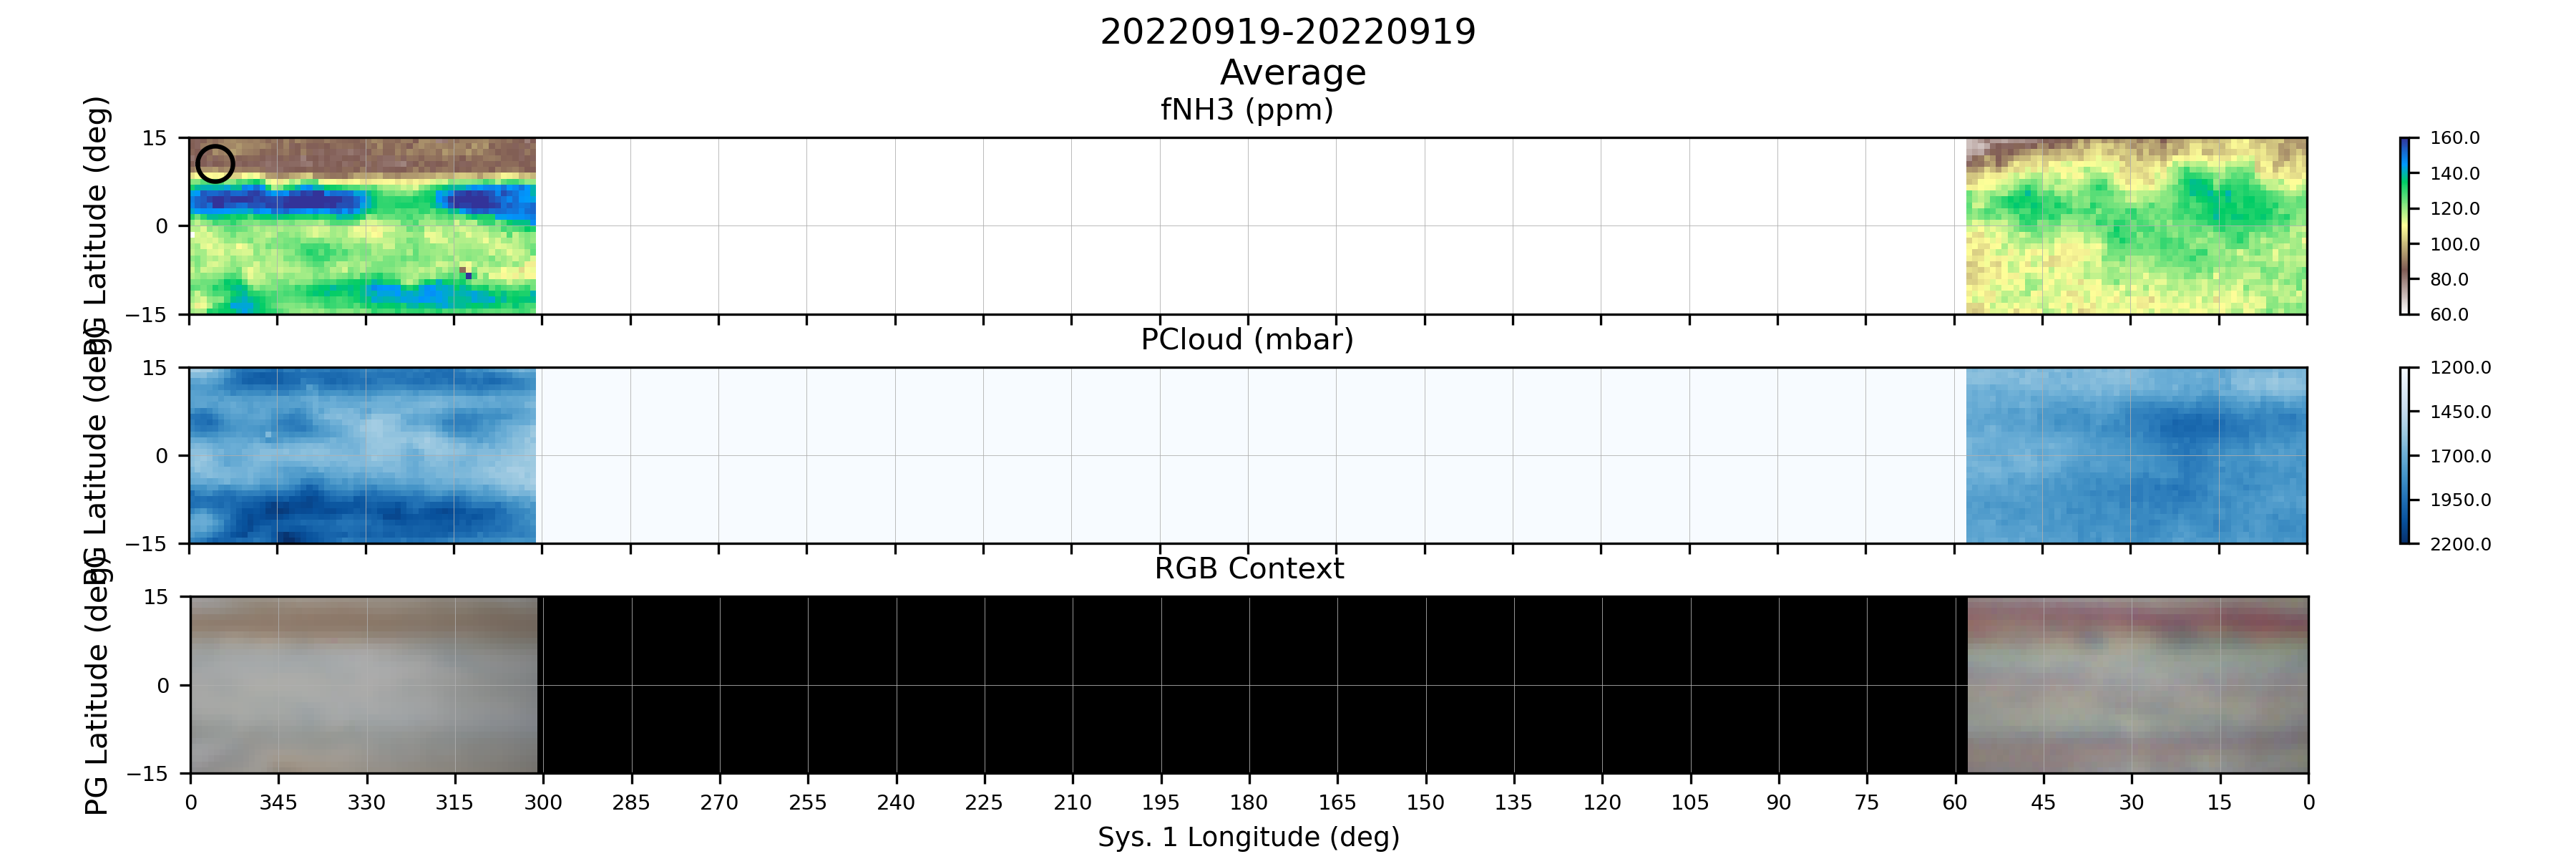 20220919-20220919
Average
fNH3 (ppm)
PG Latitude (deg)
15
0
−15
160.0
140.0
120.0
100.0
80.0
60.0
PCloud (mbar)
PG Latitude (deg)
15
0
−15
1200.0
1450.0
1700.0
1950.0
2200.0
RGB Context
PG Latitude (deg)
15
0
−15
0 345 330 315 300 285 270 255 240 225 210 195 180 165 150 135 120 105 90 75 60 45 30 15 0
Sys. 1 Longitude (deg)